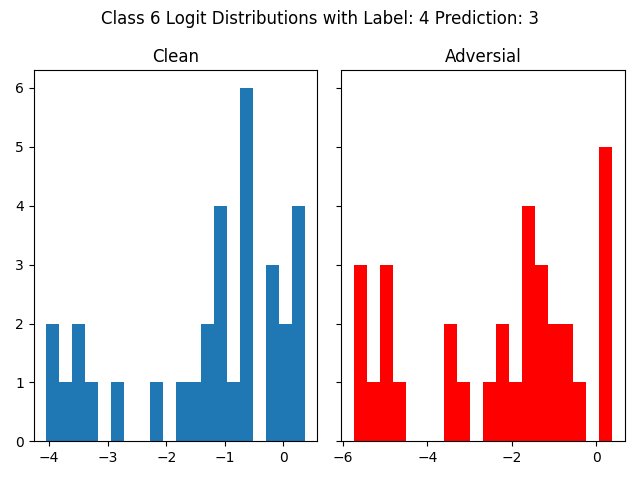 Class 6 Logit Distributions with Label: 4 Prediction: 3
Clean
Adversial
6
5
4
3
2
1
0
−4 −3 −2 −1 0
−6 −4 −2 0